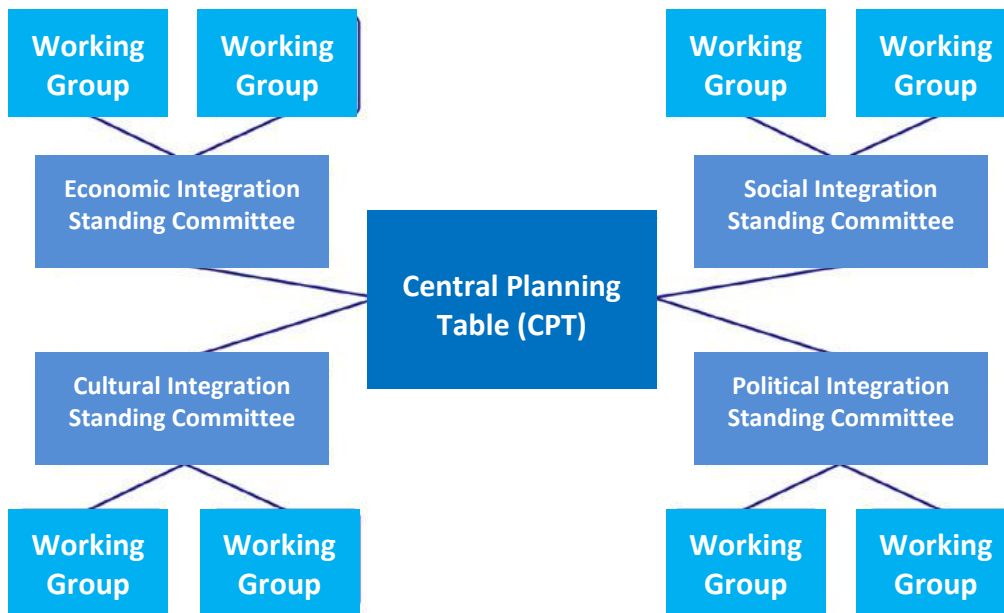 Working
Group
Working
Group
Working
Group
Working
Group
Economic Integration
Standing Committee
Social Integration
Standing Committee
Central Planning
Table (CPT)
Cultural Integration
Standing Committee
Political Integration
Standing Committee
Working
Group
Working
Group
Working
Group
Working
Group